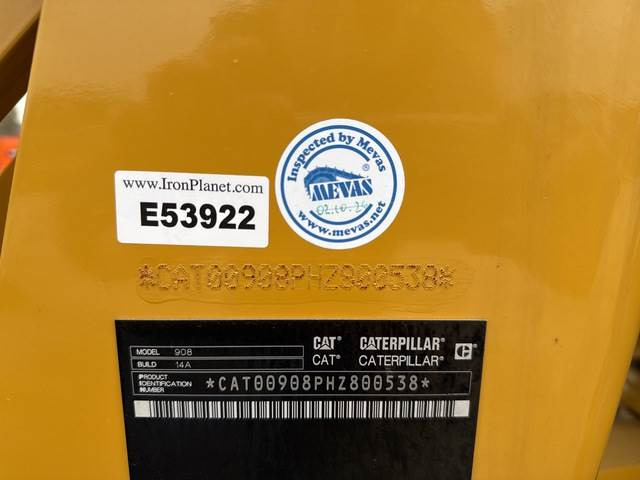 Inspected by Mevas
MEVAS
02.10.24
www.mevas.net
www.IronPlanet.com
E53922
*CAT00908PHZ800538*
CAT® CATERPILLAR®
MODEL 908
CAT® CATERPILLAR®
BUILD 14A
PRODUCT
IDENTIFICATION *CAT00908PHZ800538*
NUMBER